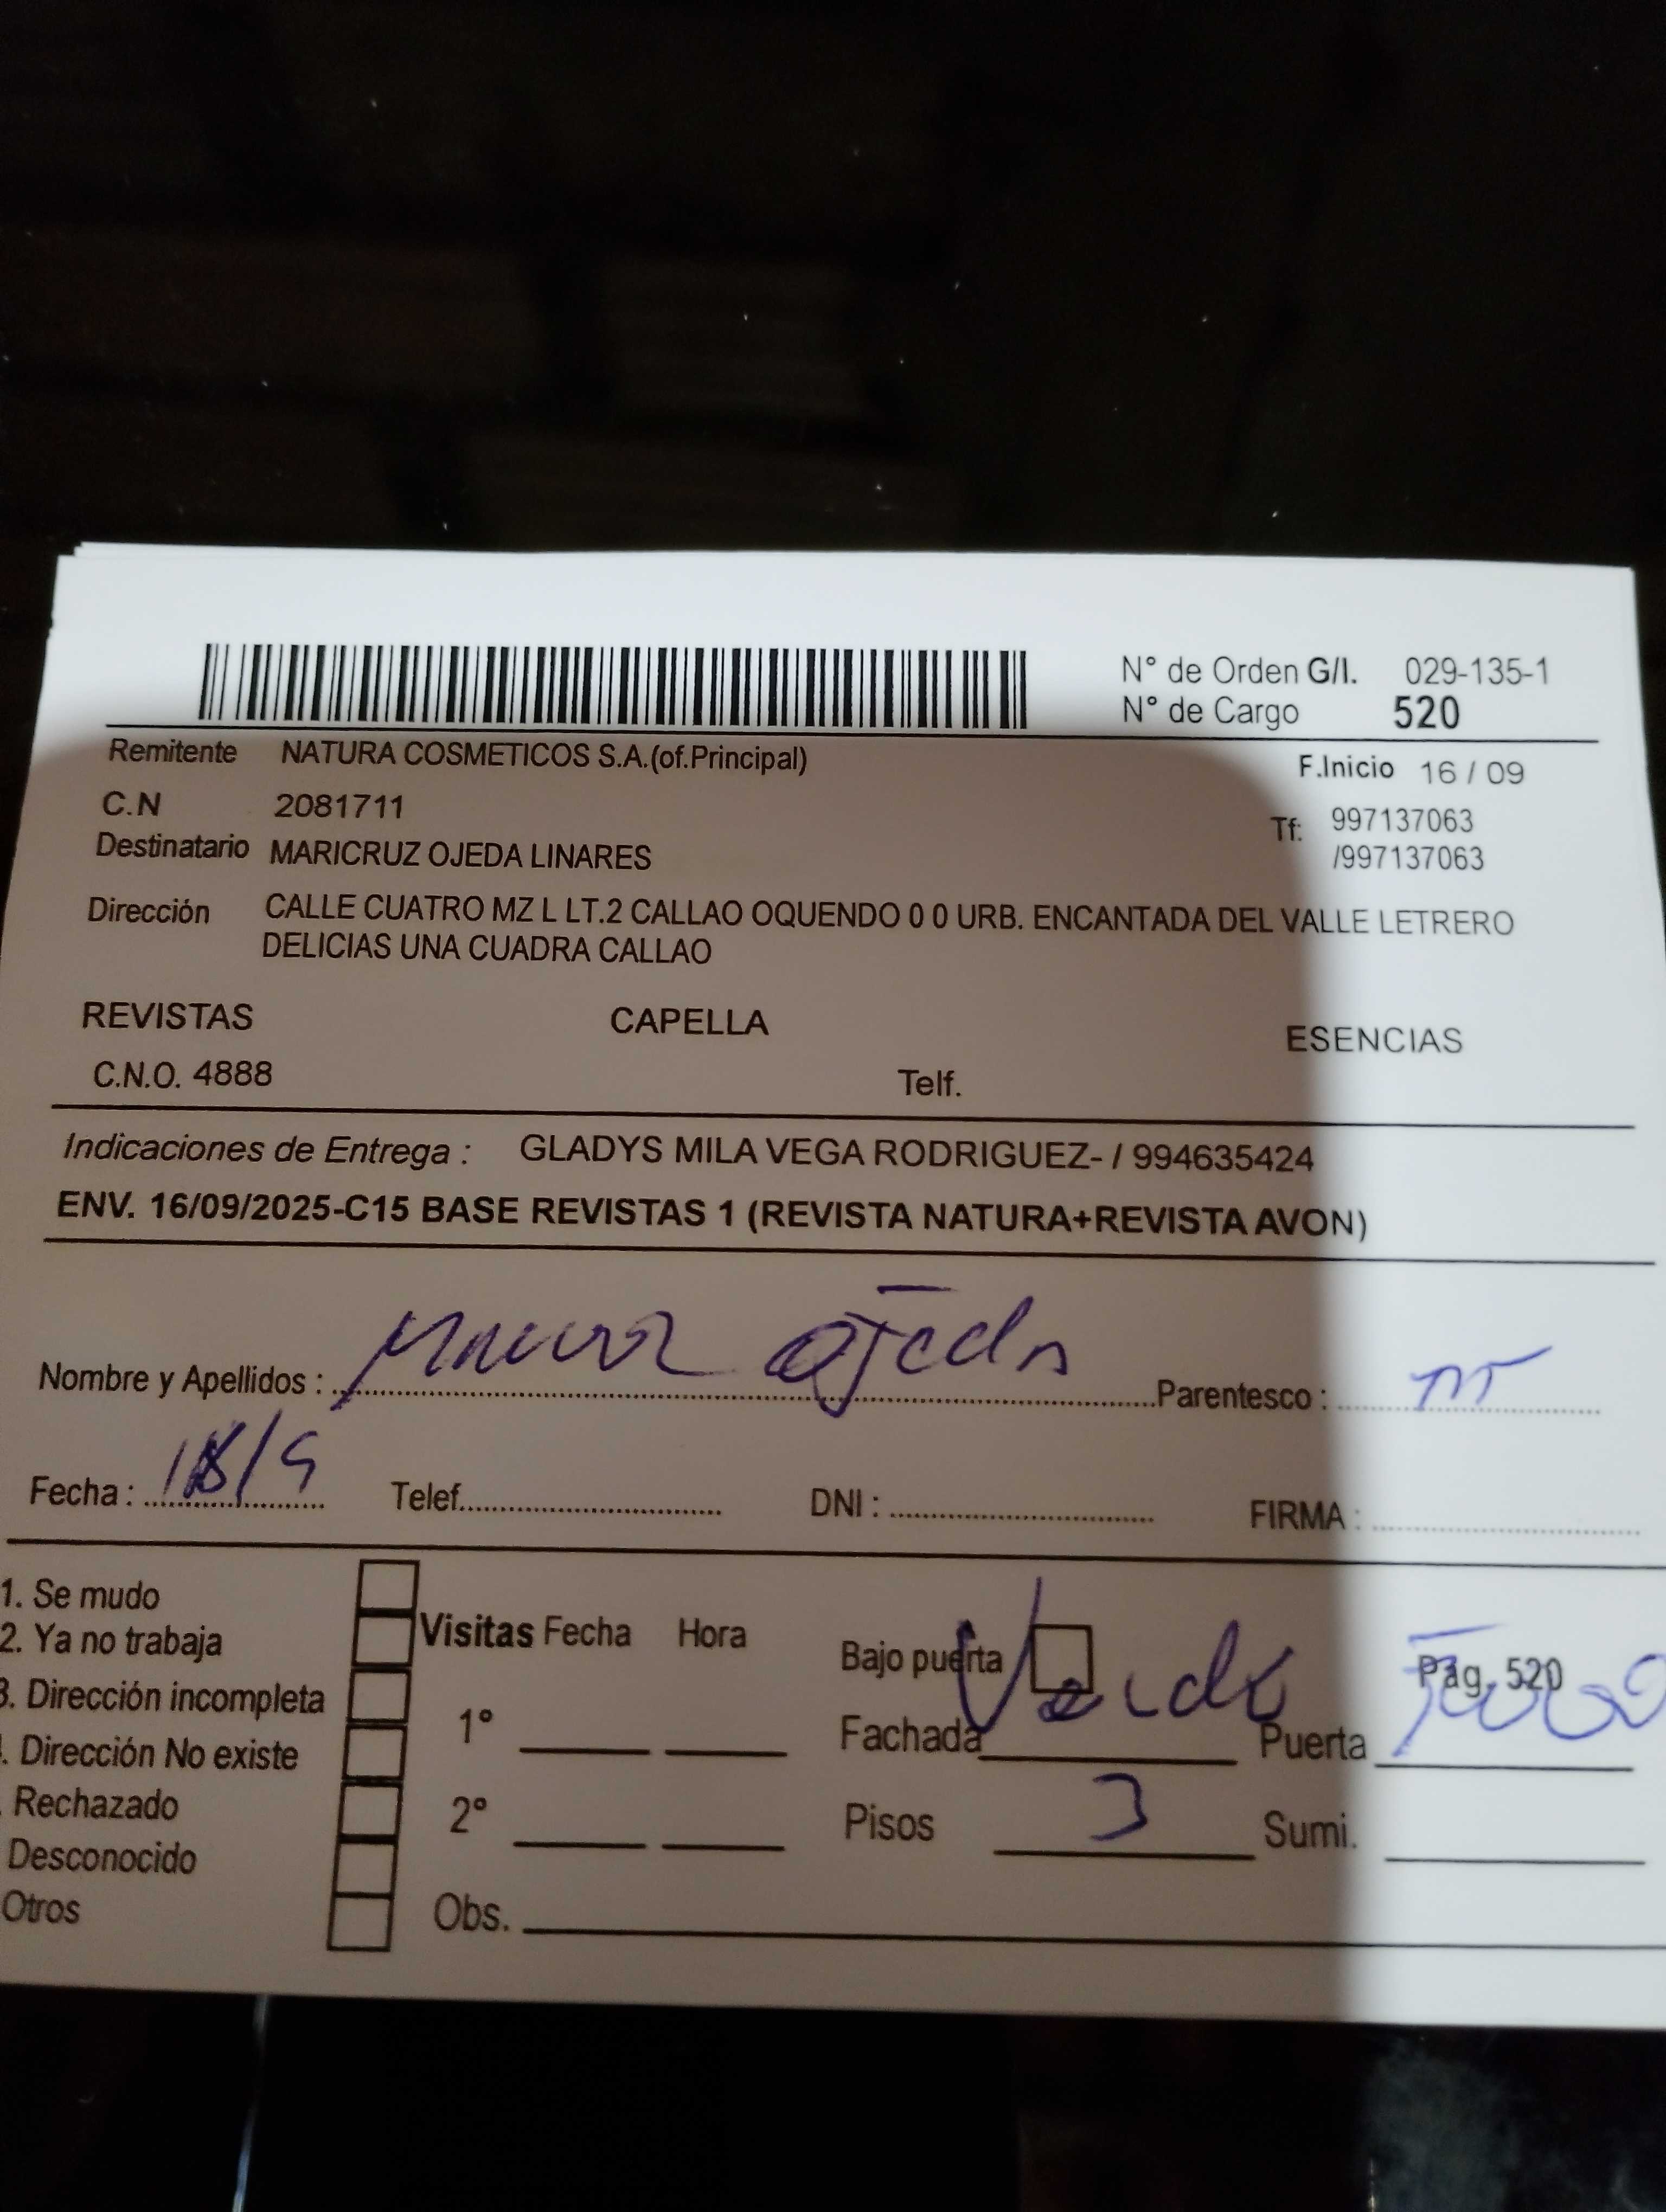 N° de Orden G/I. 029-135-1
N° de Cargo 520
Remitente NATURA COSMETICOS S.A.(of.Principal)
F.Inicio 16 / 09
C.N 2081711
Tf: 997137063
/997137063
Destinatario MARICRUZ OJEDA LINARES
Dirección CALLE CUATRO MZ L LT.2 CALLAO OQUENDO 0 0 URB. ENCANTADA DEL VALLE LETRERO
DELICIAS UNA CUADRA CALLAO
REVISTAS CAPELLA ESENCIAS
C.N.O. 4888 Telf.
Indicaciones de Entrega : GLADYS MILA VEGA RODRIGUEZ- / 994635424
ENV. 16/09/2025-C15 BASE REVISTAS 1 (REVISTA NATURA+REVISTA AVON)
Nombre y Apellidos : Ojeda Parentesco :
Fecha : 18/9 Telef. DNI : FIRMA :
1. Se mudo
2. Ya no trabaja
3. Dirección incompleta
. Dirección No existe
Rechazado
Desconocido
Otros
Visitas Fecha Hora
1°
2°
Obs.
Bajo puerta Pág. 520
Fachada Puerta
Pisos 3 Sumi.